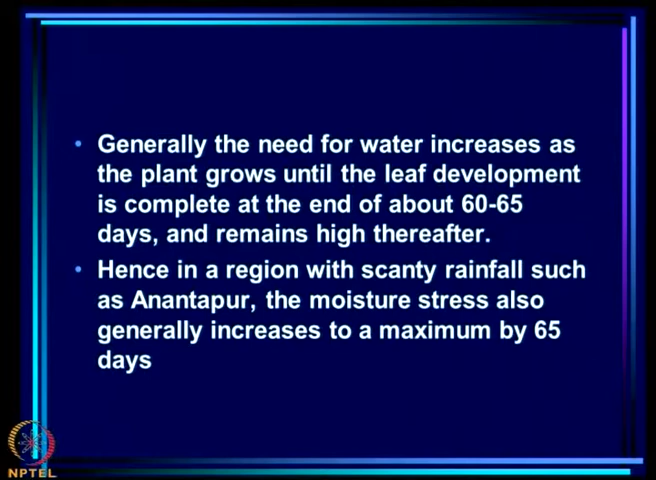 • Generally the need for water increases as
the plant grows until the leaf development
is complete at the end of about 60-65
days, and remains high thereafter.
• Hence in a region with scanty rainfall such
as Anantapur, the moisture stress also
generally increases to a maximum by 65
days
NPTEL